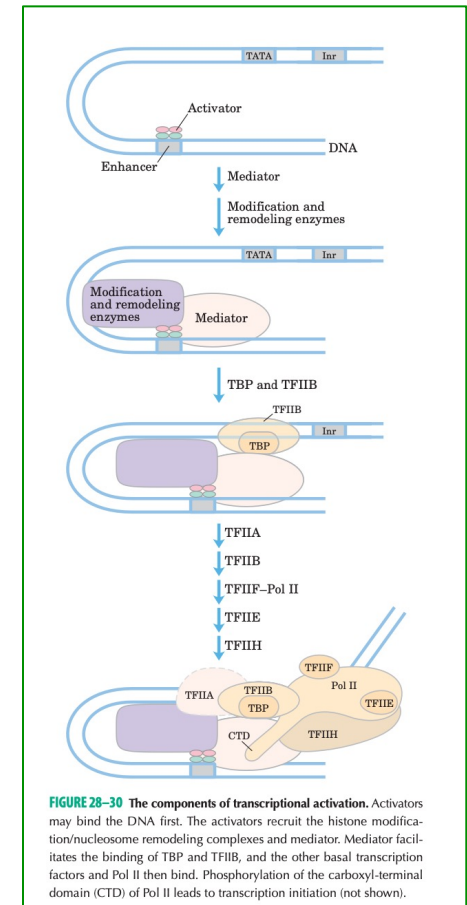 TATA Inr
Activator
DNA
Enhancer
Mediator
Modification and
remodeling enzymes
TATA Inr
Modification
and remodeling
enzymes
Mediator
TBP and TFIIB
TFIIB
Inr
TBP
TFIIA
TFIIB
TFIIF–Pol II
TFIIE
TFIIH
TFIIF
Pol II
TFIIA
TFIIB
TFIIE
TBP
CTD
TFIIH
FIGURE 28–30 The components of transcriptional activation. Activators
may bind the DNA first. The activators recruit the histone modifica-
tion/nucleosome remodeling complexes and mediator. Mediator facil-
itates the binding of TBP and TFIIB, and the other basal transcription
factors and Pol II then bind. Phosphorylation of the carboxyl-terminal
domain (CTD) of Pol II leads to transcription initiation (not shown).